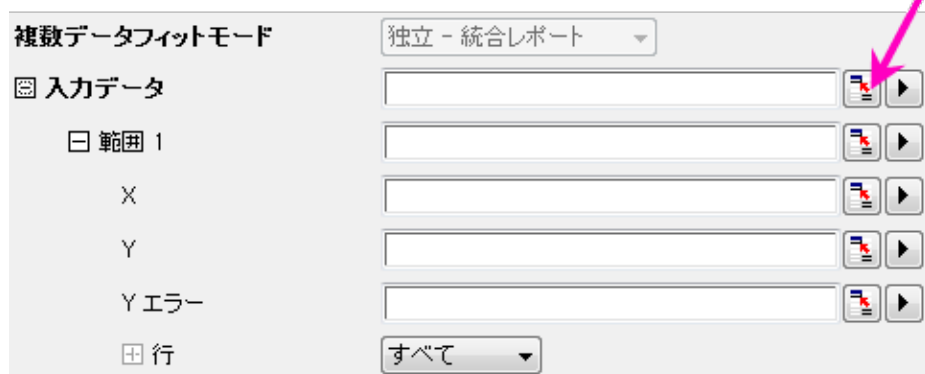 複数データフィットモード 独立 - 統合レポート
入力データ
範囲 1
X
Y
Y エラー
行 すべて